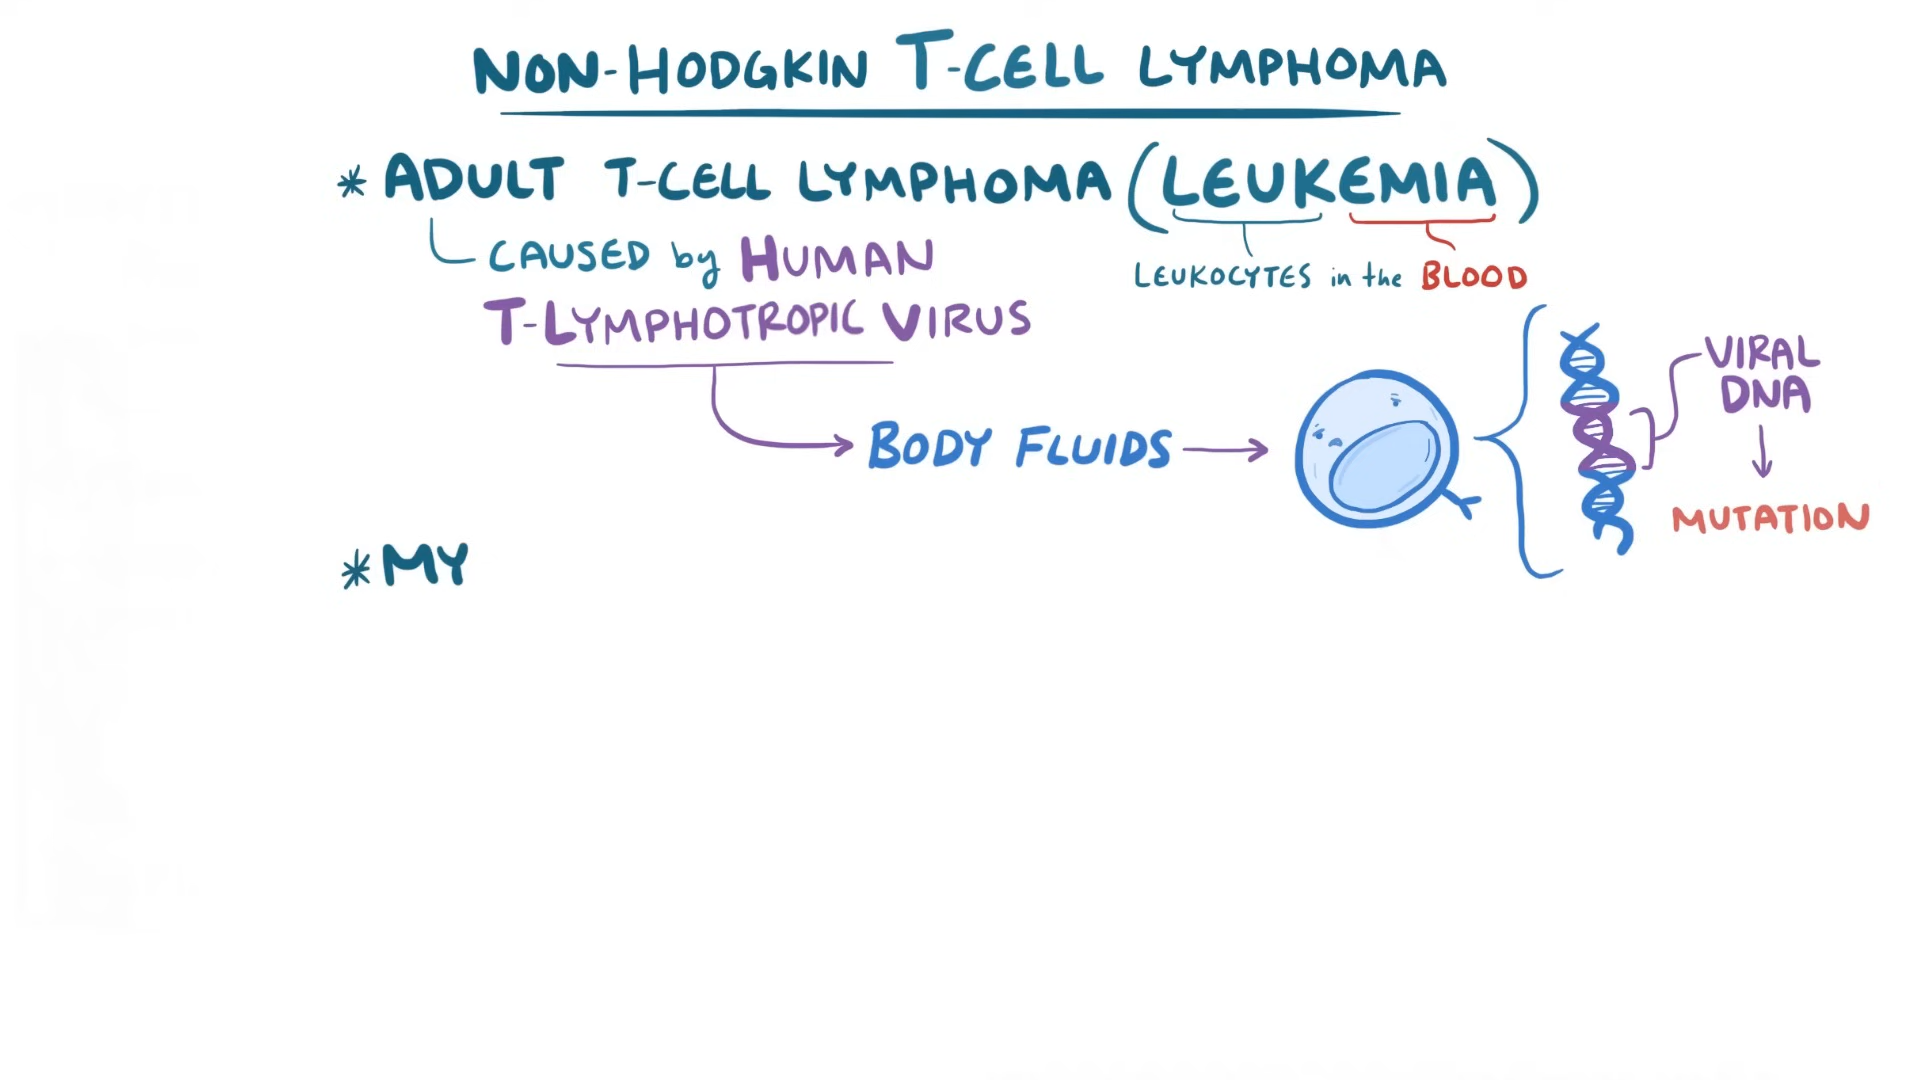 NON-HODGKIN T-CELL LYMPHOMA
* ADULT T-CELL LYMPHOMA (LEUKEMIA)
CAUSED by HUMAN
T-LYMPHOTROPIC VIRUS
LEUKOCYTES in the BLOOD
BODY FLUIDS
VIRAL
DNA
MUTATION
* MY